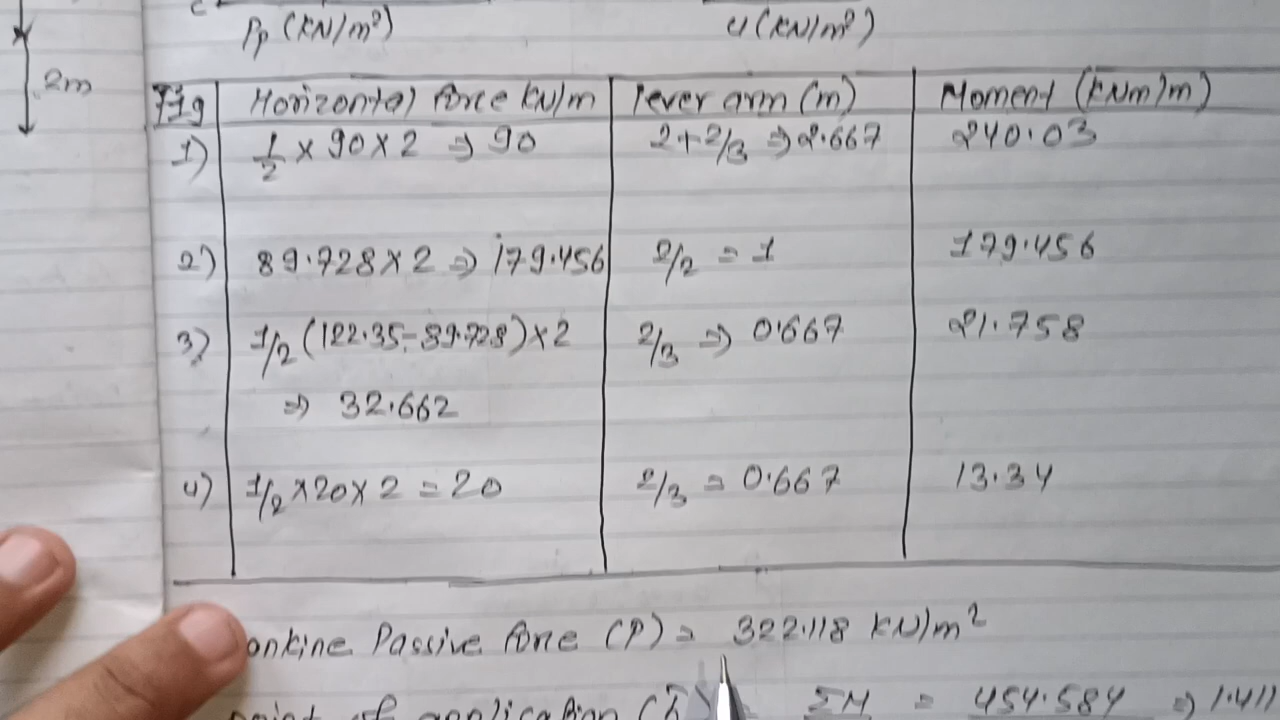 Pp (KN/m²) u (KN/m²)
2m
Fig Horizontal force kN/m lever arm (m) Moment (kNm/m)
1) 1/2 × 90 × 2 ⇒ 90 2+2/3 ⇒ 2.667 240.03
2) 89.728 × 2 ⇒ 179.456 2/2 = 1 179.456
3) 1/2 (122.35-89.728) × 2 2/3 ⇒ 0.667 21.758
⇒ 32.662
4) 1/2 × 20 × 2 = 20 2/3 = 0.667 13.34
ankine Passive force (P) = 322.118 KN/m²
point of application ΣM = 454.584 ⇒ 1.411